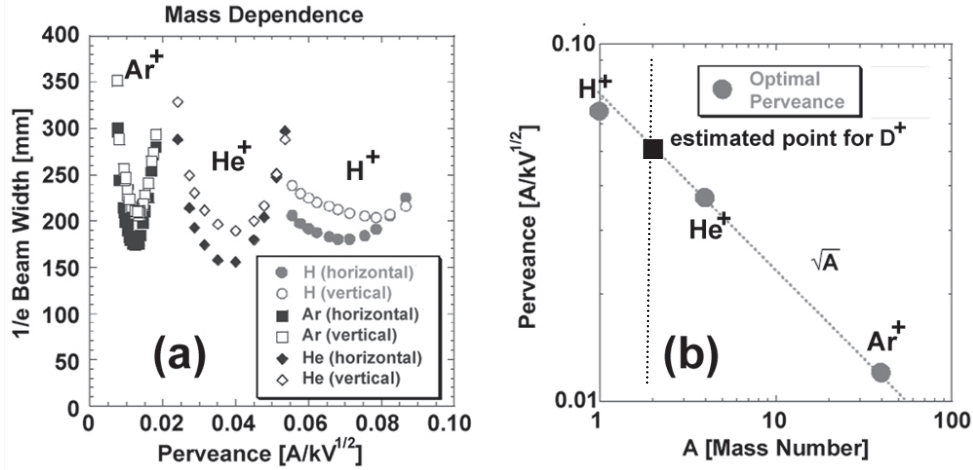 Mass Dependence
400
350
300
250
200
150
100
50
0
1/e Beam Width [mm]
Ar+
He+
H+
H (horizontal)
H (vertical)
Ar (horizontal)
Ar (vertical)
He (horizontal)
He (vertical)
(a)
0 0.02 0.04 0.06 0.08 0.10
Perveance [A/kV1/2]
0.10
0.01
Perveance [A/kV1/2]
H+
Optimal
Perveance
estimated point for D+
He+
√A
Ar+
(b)
1 10 100
A [Mass Number]